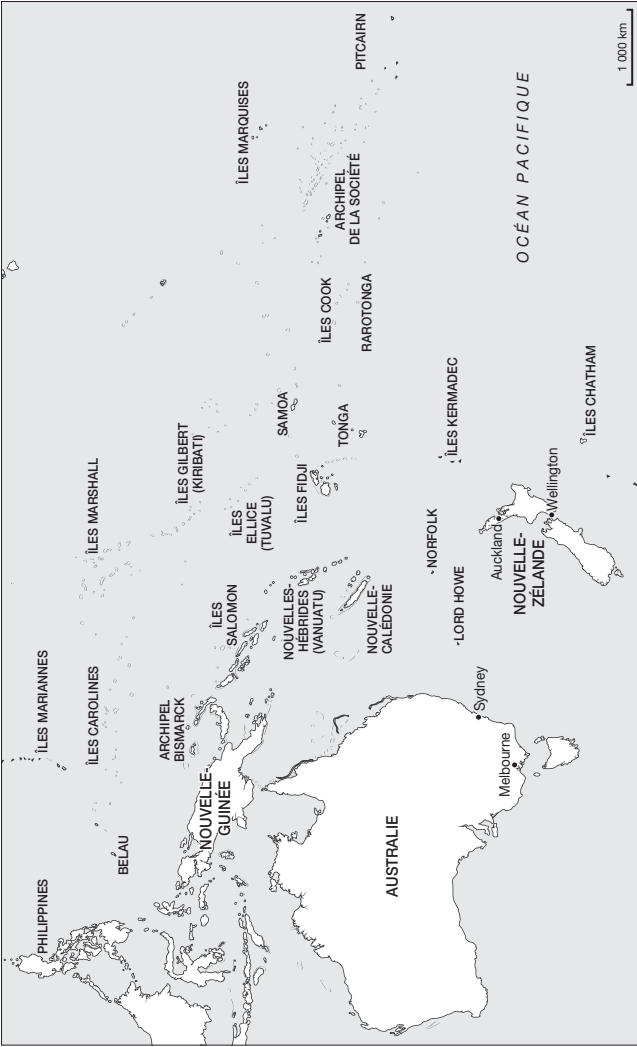 PHILIPPINES
BELAU
ÎLES MARIANNES
ÎLES CAROLINES
ÎLES MARSHALL
ARCHIPEL
BISMARCK
NOUVELLE-
GUINÉE
ÎLES
SALOMON
ÎLES GILBERT
(KIRIBATI)
ÎLES
ELLICE
(TUVALU)
NOUVELLES-
HÉBRIDES
(VANUATU)
ÎLES FIDJI
SAMOA
TONGA
ÎLES COOK
RAROTONGA
ÎLES MARQUISES
ARCHIPEL
DE LA SOCIÉTÉ
PITCAIRN
NOUVELLE-
CALÉDONIE
AUSTRALIE
LORD HOWE
NORFOLK
ÎLES KERMADEC
Sydney
Melbourne
Auckland
NOUVELLE-
ZÉLANDE
Wellington
ÎLES CHATHAM
OCÉAN PACIFIQUE
1 000 km